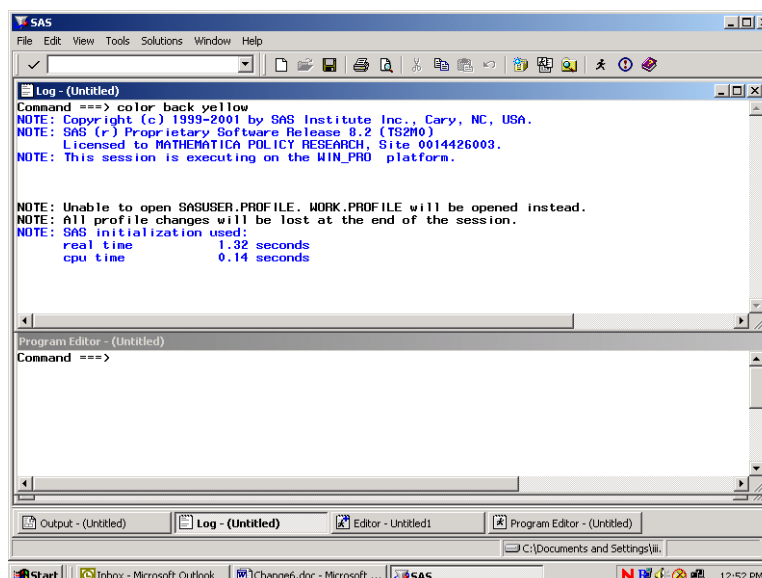 SAS
File Edit View Tools Solutions Window Help
Log - (Untitled)
Command ===> color back yellow
NOTE: Copyright (c) 1999-2001 by SAS Institute Inc., Cary, NC, USA.
NOTE: SAS (r) Proprietary Software Release 8.2 (TS2M0)
Licensed to MATHEMATICA POLICY RESEARCH, Site 0014426003.
NOTE: This session is executing on the WIN_PRO platform.
NOTE: Unable to open SASUSER.PROFILE. WORK.PROFILE will be opened instead.
NOTE: All profile changes will be lost at the end of the session.
NOTE: SAS initialization used:
real time 1.32 seconds
cpu time 0.14 seconds
Program Editor - (Untitled)
Command ===>
Output - (Untitled) Log - (Untitled) Editor - Untitled1 Program Editor - (Untitled)
C:\Documents and Settings\iii.
Start Inbox - Microsoft Outlook Change6.doc - Microsoft ... SAS 12:52 PM